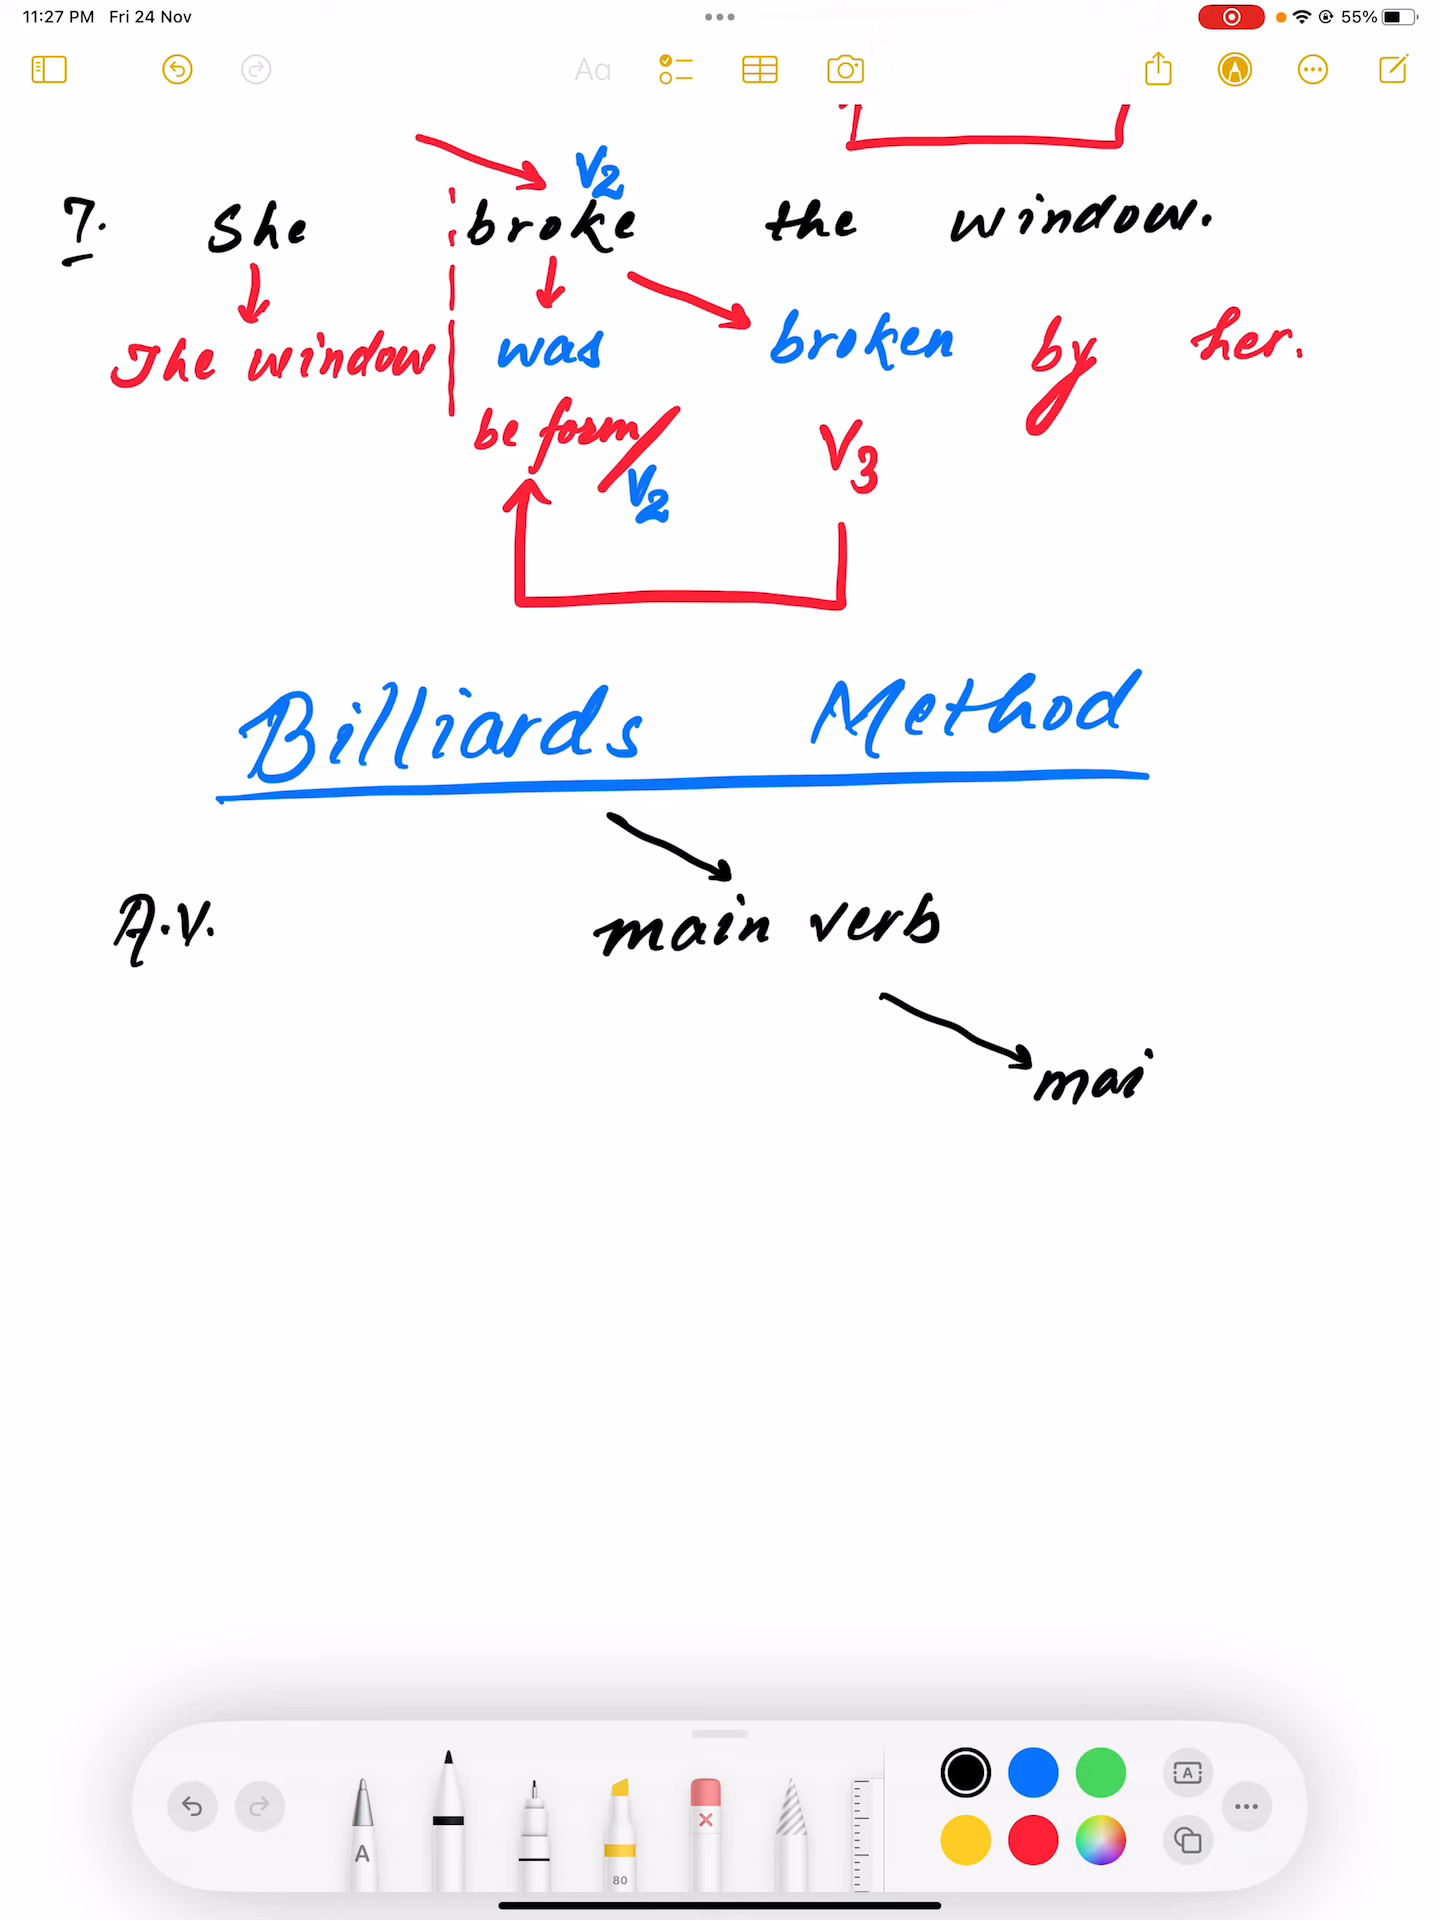 11:27 PM Fri 24 Nov 55%
Aa
V2
7. She broke the window.
The window was broken by her.
be form/V2 V3
Billiards Method
A.V. main verb
mai
A 80 A